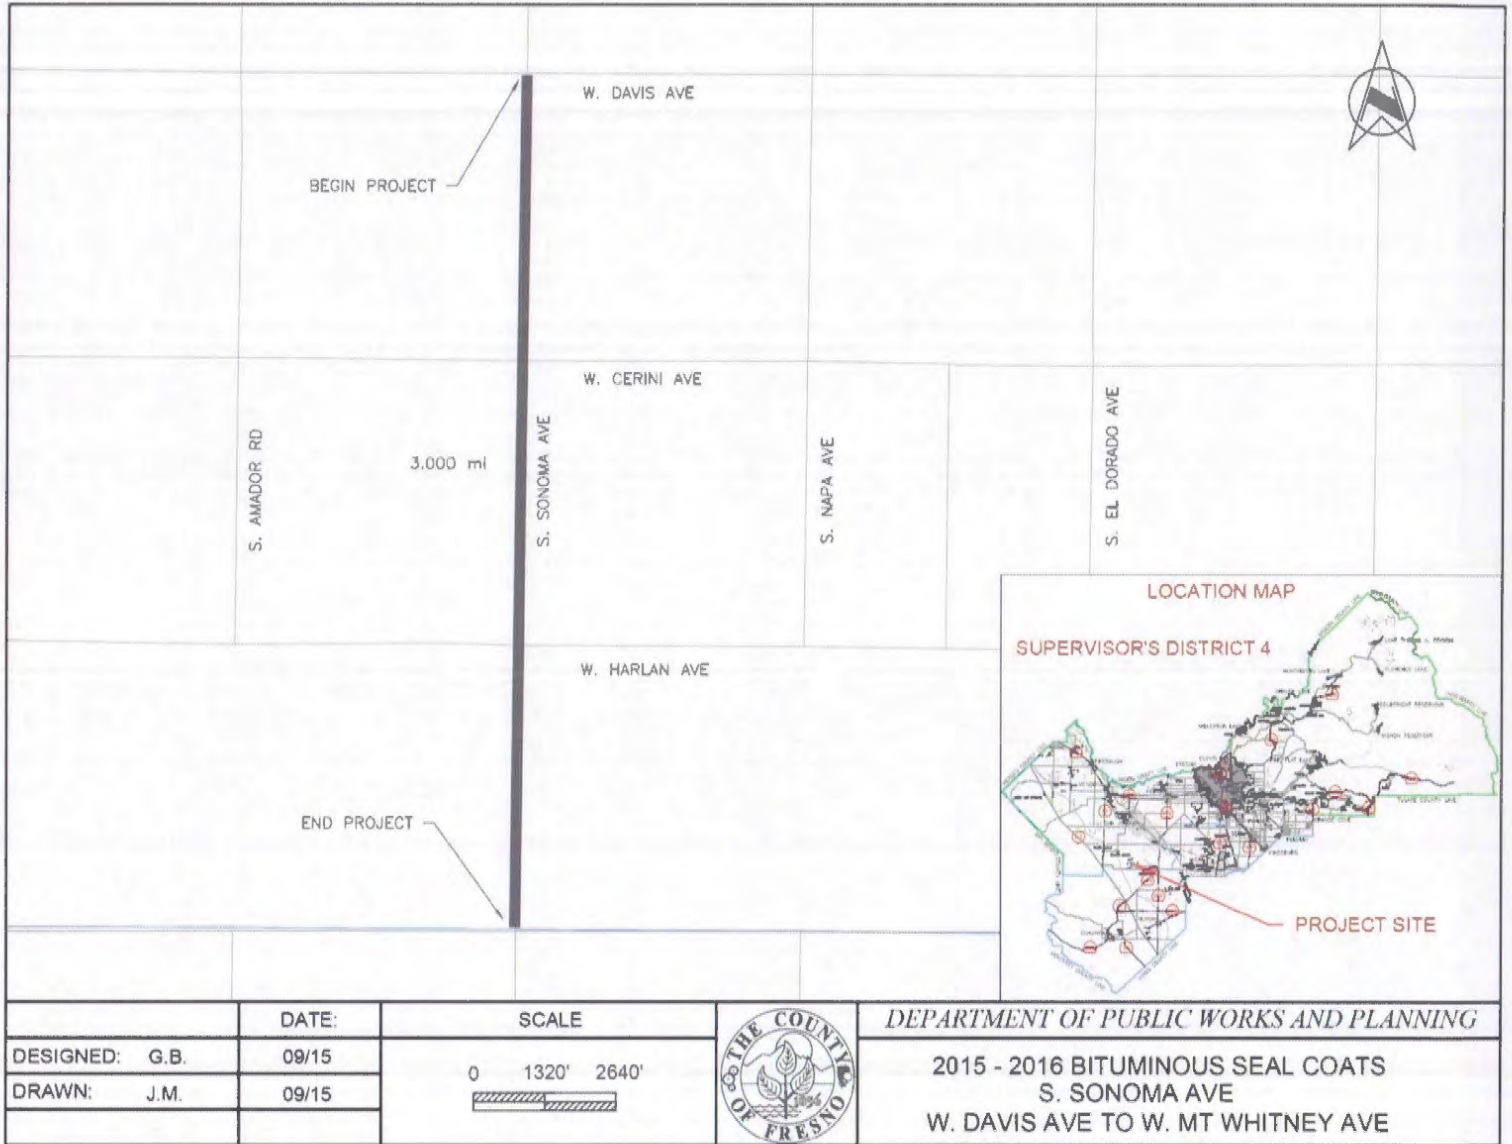 W. DAVIS AVE
BEGIN PROJECT
W. CERINI AVE
S. AMADOR RD
3.000 mi
S. SONOMA AVE
S. NAPA AVE
S. EL DORADO AVE
W. HARLAN AVE
END PROJECT
LOCATION MAP
SUPERVISOR'S DISTRICT 4
PROJECT SITE
DATE:
SCALE
DESIGNED: G.B. 09/15
DRAWN: J.M. 09/15
0 1320' 2640'
THE COUNTY OF FRESNO
1856
DEPARTMENT OF PUBLIC WORKS AND PLANNING
2015 - 2016 BITUMINOUS SEAL COATS
S. SONOMA AVE
W. DAVIS AVE TO W. MT WHITNEY AVE